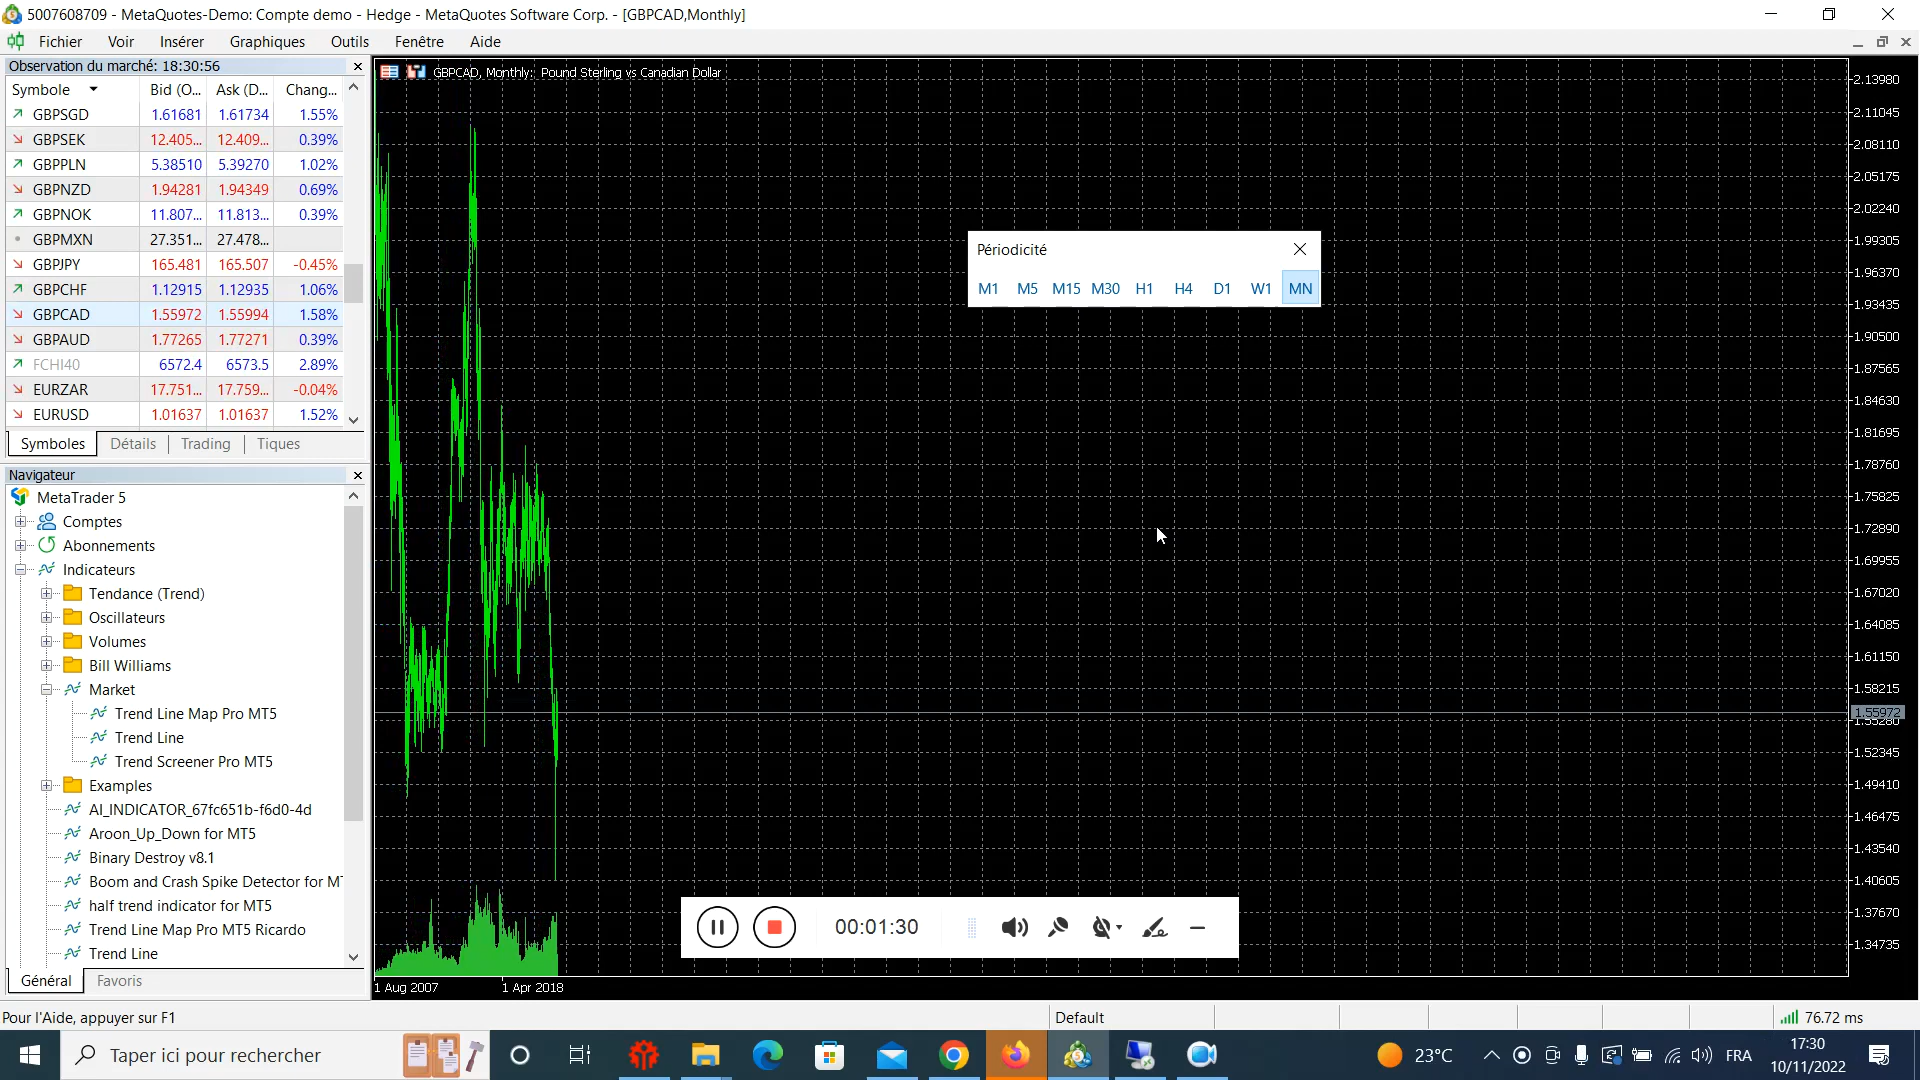 5007608709 - MetaQuotes-Demo: Compte demo - Hedge - MetaQuotes Software Corp. - [GBPCAD,Monthly]
Fichier Voir Insérer Graphiques Outils Fenêtre Aide
Observation du marché: 18:30:56
Symbole Bid (O... Ask (D... Chang...
GBPSGD 1.61681 1.61734 1.55%
GBPSEK 12.405... 12.409... 0.39%
GBPPLN 5.38510 5.39270 1.02%
GBPNZD 1.94281 1.94349 0.69%
GBPNOK 11.807... 11.813... 0.39%
GBPMXN 27.351... 27.478...
GBPJPY 165.481 165.507 -0.45%
GBPCHF 1.12915 1.12935 1.06%
GBPCAD 1.55972 1.55994 1.58%
GBPAUD 1.77265 1.77271 0.39%
FCHI40 6572.4 6573.5 2.89%
EURZAR 17.751... 17.759... -0.04%
EURUSD 1.01637 1.01637 1.52%
Symboles Détails Trading Tiques
Navigateur
MetaTrader 5
Comptes
Abonnements
Indicateurs
Tendance (Trend)
Oscillateurs
Volumes
Bill Williams
Market
Trend Line Map Pro MT5
Trend Line
Trend Screener Pro MT5
Examples
AI_INDICATOR_67fc651b-f6d0-4d
Aroon_Up_Down for MT5
Binary Destroy v8.1
Boom and Crash Spike Detector for MT
half trend indicator for MT5
Trend Line Map Pro MT5 Ricardo
Trend Line
Général Favoris
GBPCAD, Monthly: Pound Sterling vs Canadian Dollar
Périodicité
M1 M5 M15 M30 H1 H4 D1 W1 MN
2.13980
2.11045
2.08110
2.05175
2.02240
1.99305
1.96370
1.93435
1.90500
1.87565
1.84630
1.81695
1.78760
1.75825
1.72890
1.69955
1.67020
1.64085
1.61150
1.58215
1.55972
1.55280
1.52345
1.49410
1.46475
1.43540
1.40605
1.37670
1.34735
00:01:30
1 Aug 2007 1 Apr 2018
Pour l'Aide, appuyer sur F1 Default 76.72 ms
Taper ici pour rechercher 23°C FRA
17:30
10/11/2022